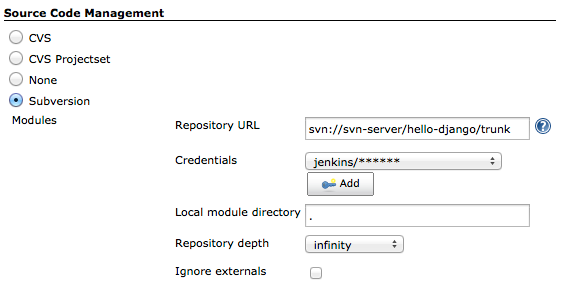 Source Code Management
CVS
CVS Projectset
None
Subversion
Modules
Repository URL svn://svn-server/hello-django/trunk ?
Credentials jenkins/******
Add
Local module directory .
Repository depth infinity
Ignore externals